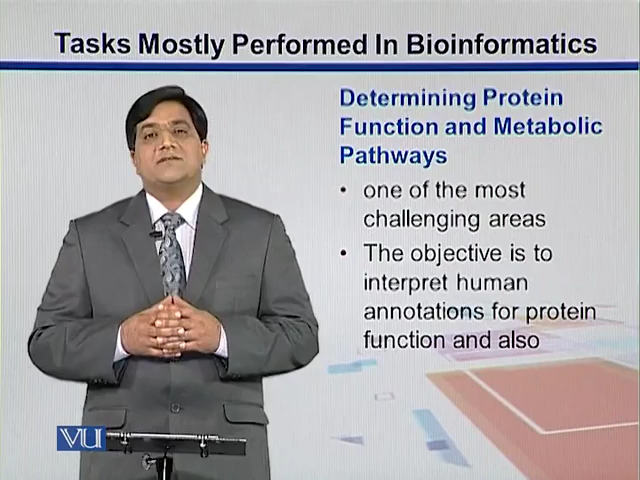 Tasks Mostly Performed In Bioinformatics
Determining Protein
Function and Metabolic
Pathways
• one of the most
challenging areas
• The objective is to
interpret human
annotations for protein
function and also
VU